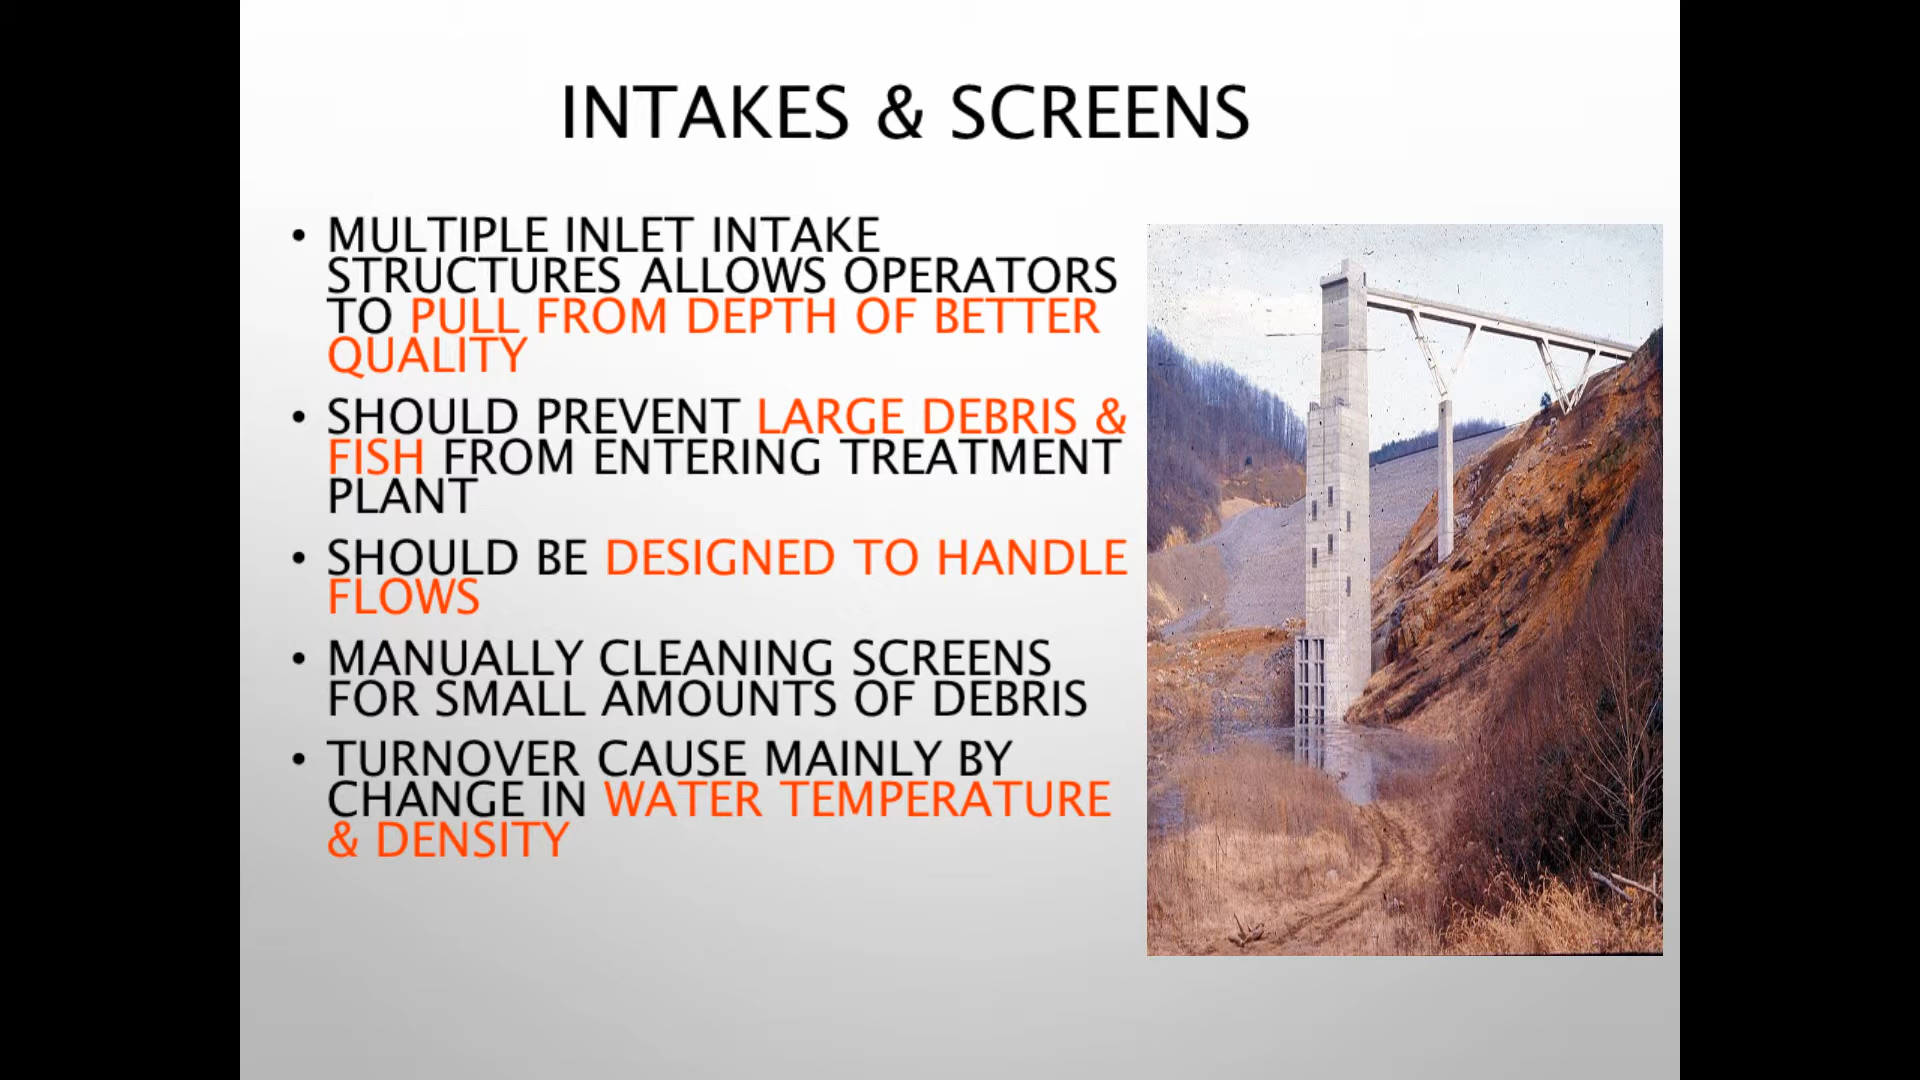 INTAKES & SCREENS
• MULTIPLE INLET INTAKE
STRUCTURES ALLOWS OPERATORS
TO PULL FROM DEPTH OF BETTER
QUALITY
• SHOULD PREVENT LARGE DEBRIS &
FISH FROM ENTERING TREATMENT
PLANT
• SHOULD BE DESIGNED TO HANDLE
FLOWS
• MANUALLY CLEANING SCREENS
FOR SMALL AMOUNTS OF DEBRIS
• TURNOVER CAUSE MAINLY BY
CHANGE IN WATER TEMPERATURE
& DENSITY